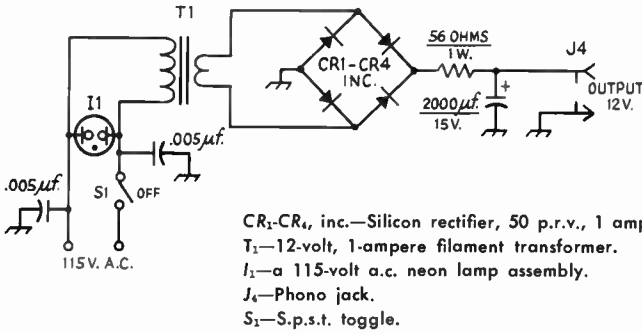 T1
56 OHMS
1W.
J4
CR1-CR4
INC.
I1
+
2000µf.
15V.
OUTPUT
12V.
.005µf.
.005µf.
S1
OFF
115V. A.C.
CR₁-CR₄, inc.—Silicon rectifier, 50 p.r.v., 1 amp
T₁—12-volt, 1-ampere filament transformer.
I₁—a 115-volt a.c. neon lamp assembly.
J₄—Phono jack.
S₁—S.p.s.t. toggle.